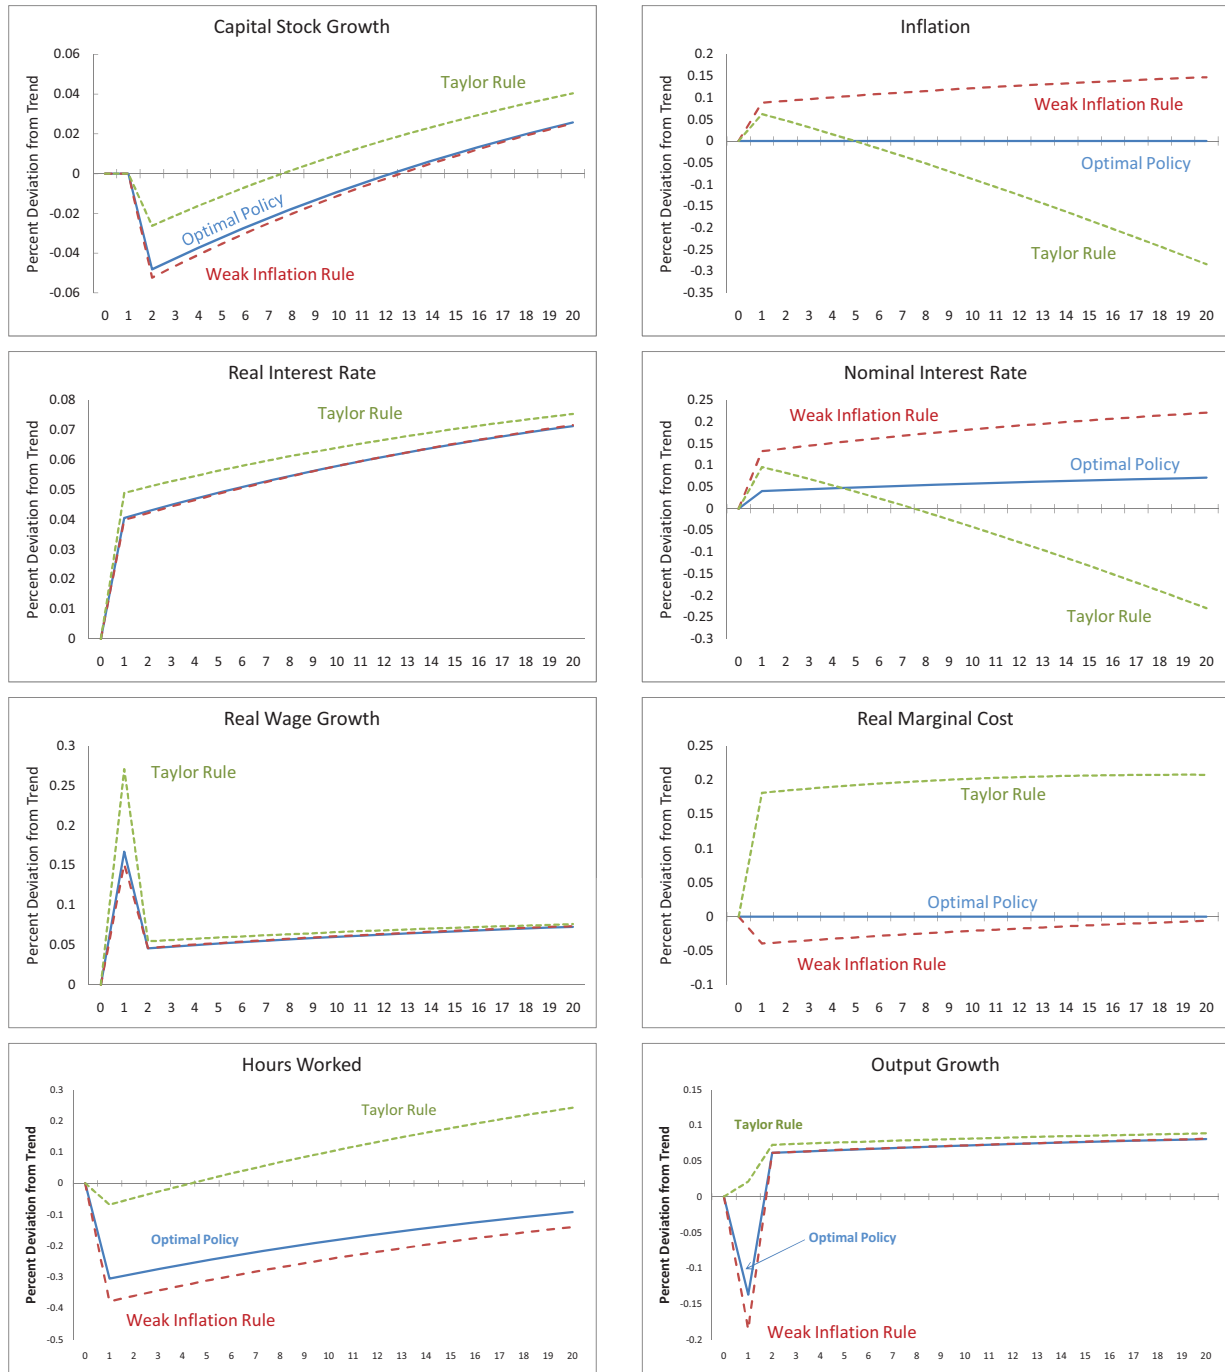 Capital Stock Growth
Percent Deviation from Trend
0.06
0.04
0.02
0
-0.02
-0.04
-0.06
Taylor Rule
Optimal Policy
Weak Inflation Rule
0 1 2 3 4 5 6 7 8 9 10 11 12 13 14 15 16 17 18 19 20
Inflation
Percent Deviation from Trend
0.2
0.15
0.1
0.05
0
-0.05
-0.1
-0.15
-0.2
-0.25
-0.3
-0.35
Weak Inflation Rule
Optimal Policy
Taylor Rule
0 1 2 3 4 5 6 7 8 9 10 11 12 13 14 15 16 17 18 19 20
Real Interest Rate
Percent Deviation from Trend
0.08
0.07
0.06
0.05
0.04
0.03
0.02
0.01
0
Taylor Rule
0 1 2 3 4 5 6 7 8 9 10 11 12 13 14 15 16 17 18 19 20
Nominal Interest Rate
Percent Deviation from Trend
0.25
0.2
0.15
0.1
0.05
0
-0.05
-0.1
-0.15
-0.2
-0.25
-0.3
Weak Inflation Rule
Optimal Policy
Taylor Rule
0 1 2 3 4 5 6 7 8 9 10 11 12 13 14 15 16 17 18 19 20
Real Wage Growth
Percent Deviation from Trend
0.3
0.25
0.2
0.15
0.1
0.05
0
Taylor Rule
0 1 2 3 4 5 6 7 8 9 10 11 12 13 14 15 16 17 18 19 20
Real Marginal Cost
Percent Deviation from Trend
0.25
0.2
0.15
0.1
0.05
0
-0.05
-0.1
Taylor Rule
Optimal Policy
Weak Inflation Rule
0 1 2 3 4 5 6 7 8 9 10 11 12 13 14 15 16 17 18 19 20
Hours Worked
Percent Deviation from Trend
0.3
0.2
0.1
0
-0.1
-0.2
-0.3
-0.4
-0.5
Taylor Rule
Optimal Policy
Weak Inflation Rule
0 1 2 3 4 5 6 7 8 9 10 11 12 13 14 15 16 17 18 19 20
Output Growth
Percent Deviation from Trend
0.15
0.1
0.05
0
-0.05
-0.1
-0.15
-0.2
Taylor Rule
Optimal Policy
Weak Inflation Rule
0 1 2 3 4 5 6 7 8 9 10 11 12 13 14 15 16 17 18 19 20